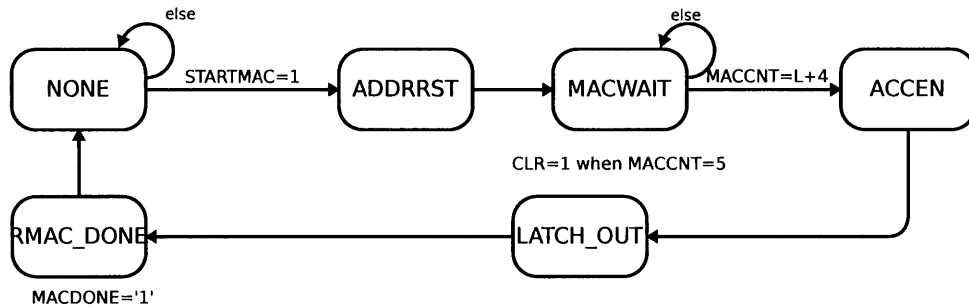 else
else
STARTMAC=1
MACCNT=L+4
NONE
ADDRRST
MACWAIT
ACCEN
CLR=1 when MACCNT=5
RMAC_DONE
LATCH_OUT
MACDONE='1'